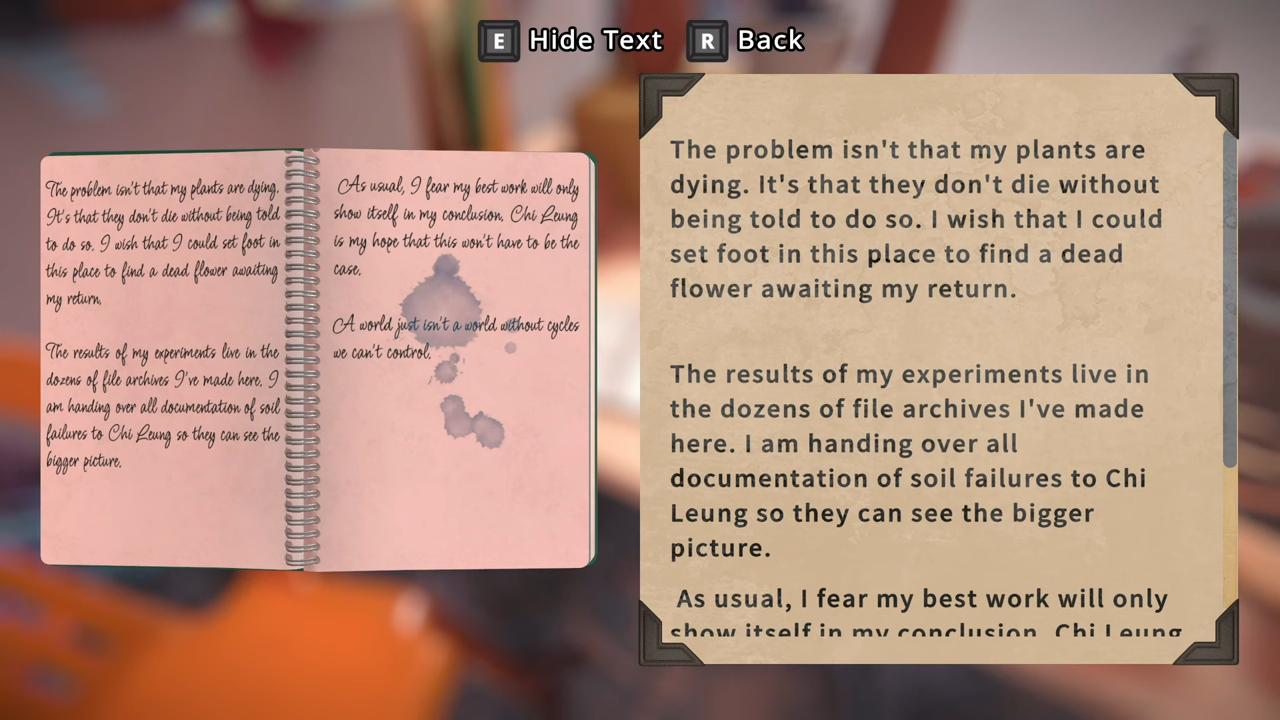 E Hide Text R Back
The problem isn't that my plants are dying.
It's that they don't die without being told
to do so. I wish that I could set foot in
this place to find a dead flower awaiting
my return.
The results of my experiments live in the
dozens of file archives I've made here. I
am handing over all documentation of soil
failures to Chi Leung so they can see the
bigger picture.
As usual, I fear my best work will only
show itself in my conclusion. Chi Leung
is my hope that this won't have to be the
case.
A world just isn't a world without cycles
we can't control.
The problem isn't that my plants are
dying. It's that they don't die without
being told to do so. I wish that I could
set foot in this place to find a dead
flower awaiting my return.
The results of my experiments live in
the dozens of file archives I've made
here. I am handing over all
documentation of soil failures to Chi
Leung so they can see the bigger
picture.
As usual, I fear my best work will only
show itself in my conclusion. Chi Leung